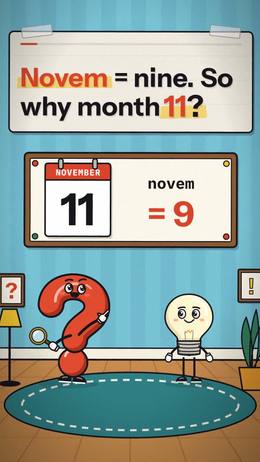 Novem = nine. So
why month 11?
NOVEMBER
11
novem
= 9
?
!